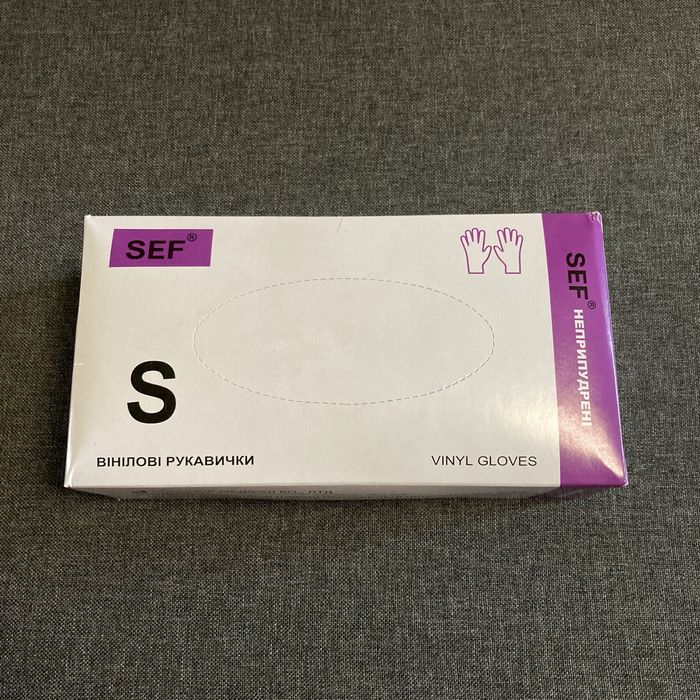 SEF®
S
ВІНІЛОВІ РУКАВИЧКИ
VINYL GLOVES
SEF®
НЕПРИПУДРЕНІ